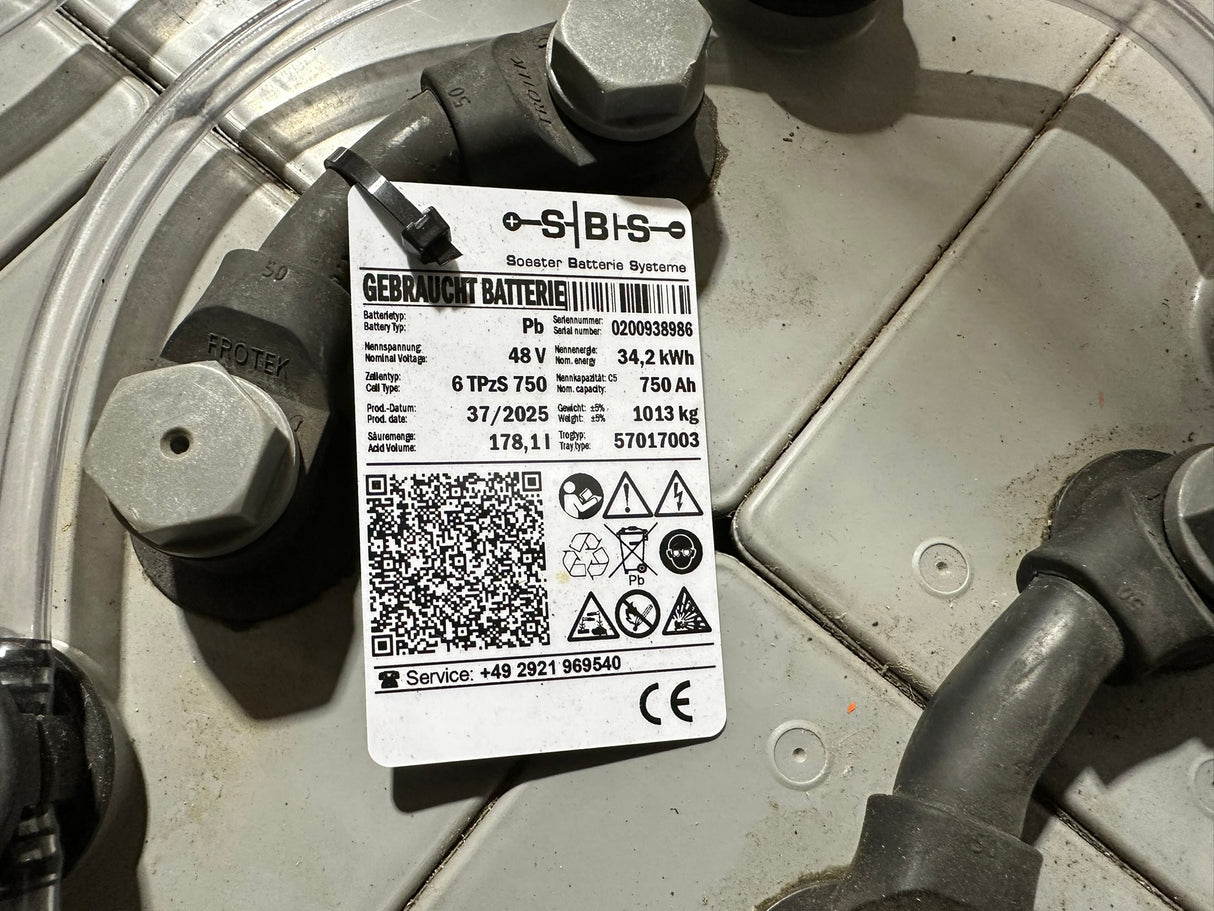 FROTEK
50
⊕-S|B|S-⊖
Soester Batterie Systeme
GEBRAUCHT BATTERIE
Batterietyp: Pb Seriennummer: 0200938986
Battery Typ: Serial number:
Nennspannung: 48 V Nennenergie: 34,2 kWh
Nominal Voltage: Nom. energy
Zellentyp: 6 TPzS 750 Nennkapazität: C5 750 Ah
Cell Type: Nom. capacity:
Prod.-Datum: 37/2025 Gewicht: ±5% 1013 kg
Prod. date: Weight: ±5%
Säuremenge: 178,1 l Trogtyp: 57017003
Acid Volume: Tray type:
Pb
Service: +49 2921 969540
CE
50
FROTEK
50